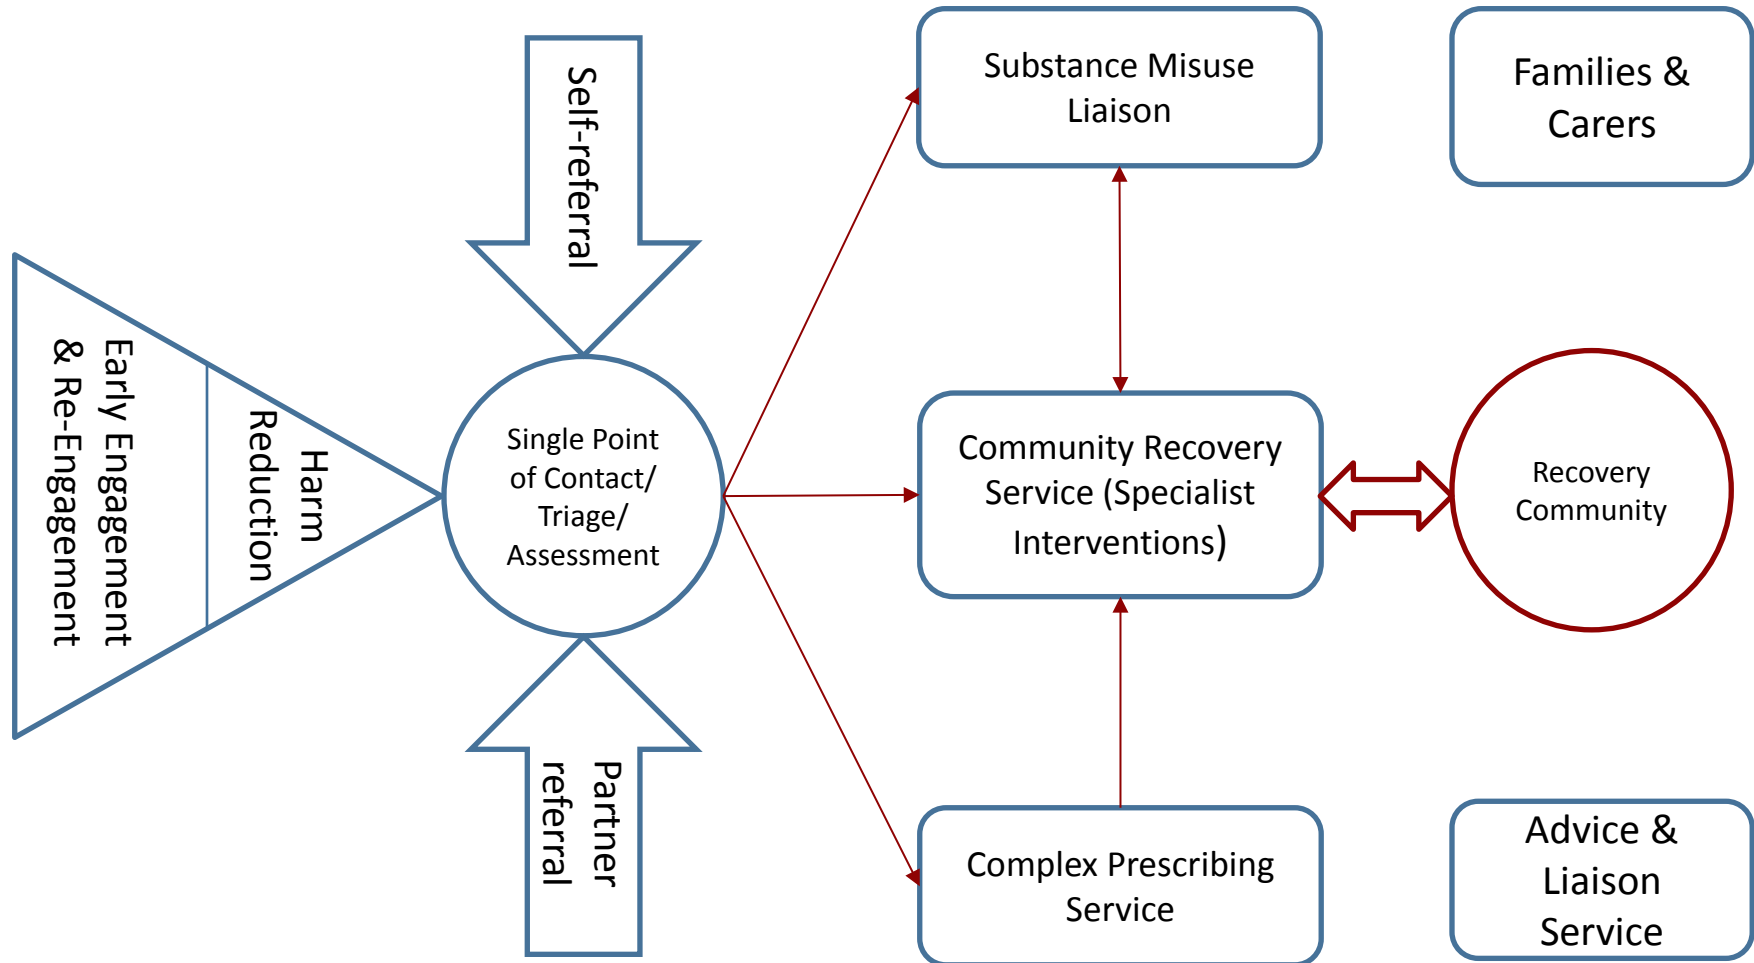 Early Engagement
& Re-Engagement
Harm
Reduction
Self-referral
Single Point
of Contact/
Triage/
Assessment
Partner
referral
Substance Misuse
Liaison
Community Recovery
Service (Specialist
Interventions)
Complex Prescribing
Service
Families &
Carers
Recovery
Community
Advice &
Liaison
Service